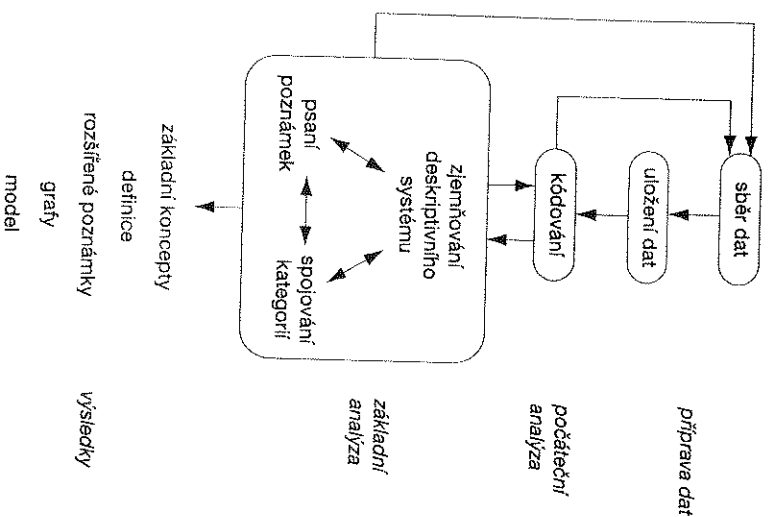 sběr dat
uložení dat
příprava dat
kódování
počáteční
analýza
zjemňování
deskriptivního
systému
psaní
poznámek
spojování
kategorií
základní
analýza
základní koncepty
definice
rozšířené poznámky
grafy
model
výsledky